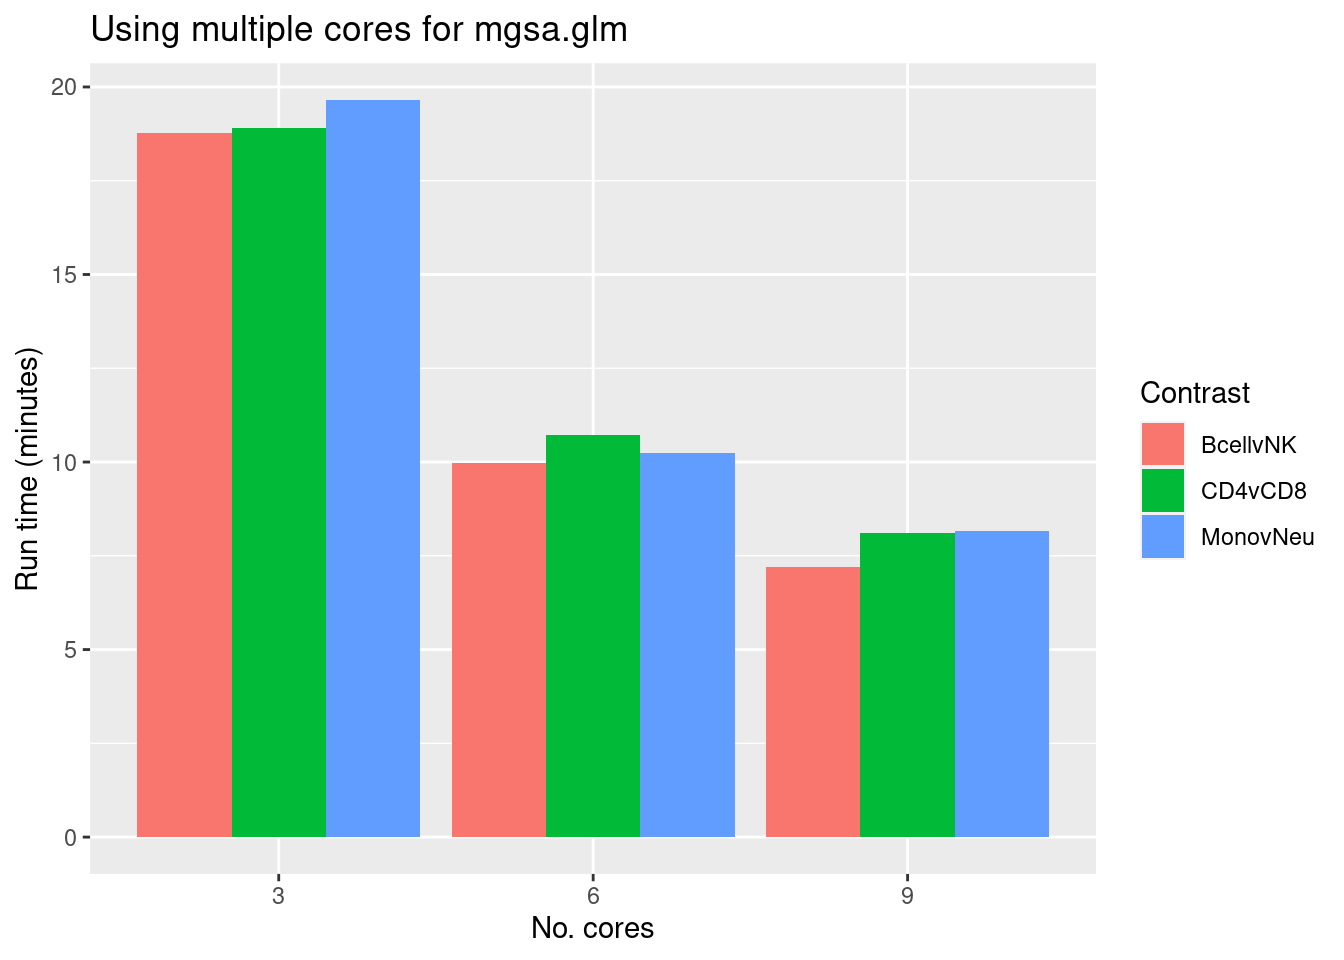 Using multiple cores for mgsa.glm
20
15
10
5
0
Run time (minutes)
3 6 9
No. cores
Contrast
BcellvNK
CD4vCD8
MonovNeu